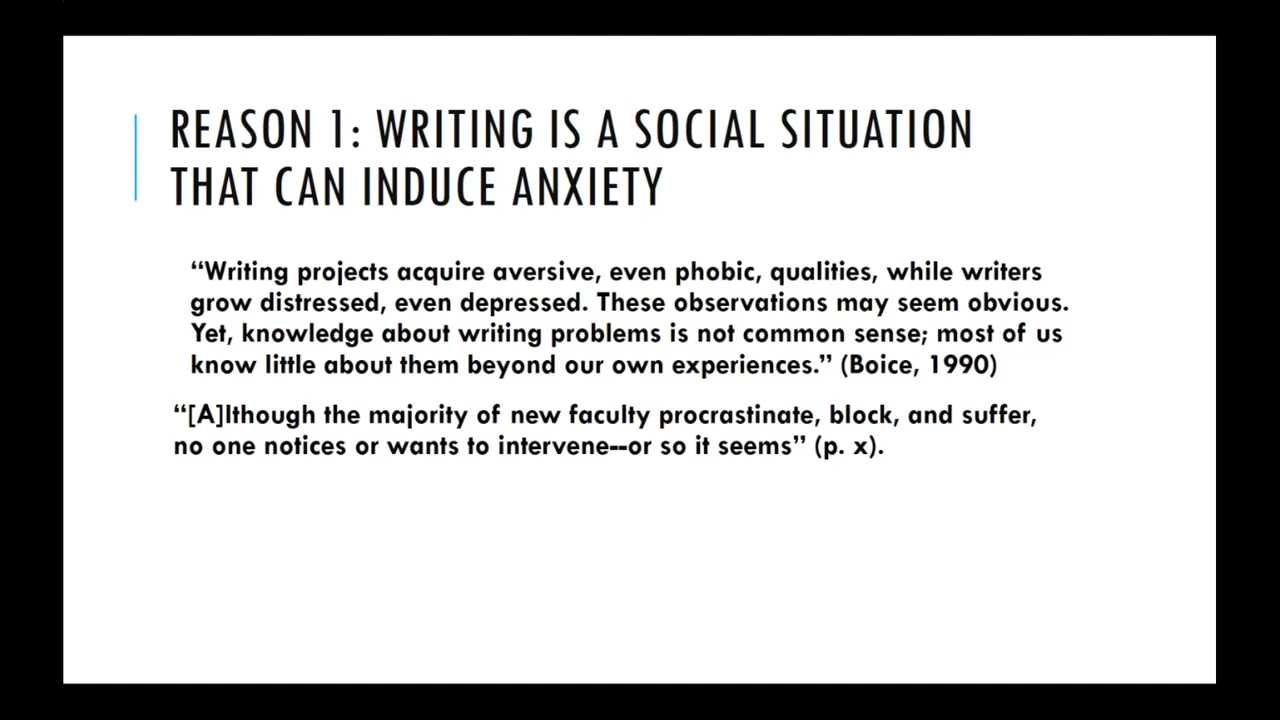 REASON 1: WRITING IS A SOCIAL SITUATION
THAT CAN INDUCE ANXIETY
“Writing projects acquire aversive, even phobic, qualities, while writers
grow distressed, even depressed. These observations may seem obvious.
Yet, knowledge about writing problems is not common sense; most of us
know little about them beyond our own experiences.” (Boice, 1990)
“[A]lthough the majority of new faculty procrastinate, block, and suffer,
no one notices or wants to intervene--or so it seems” (p. x).